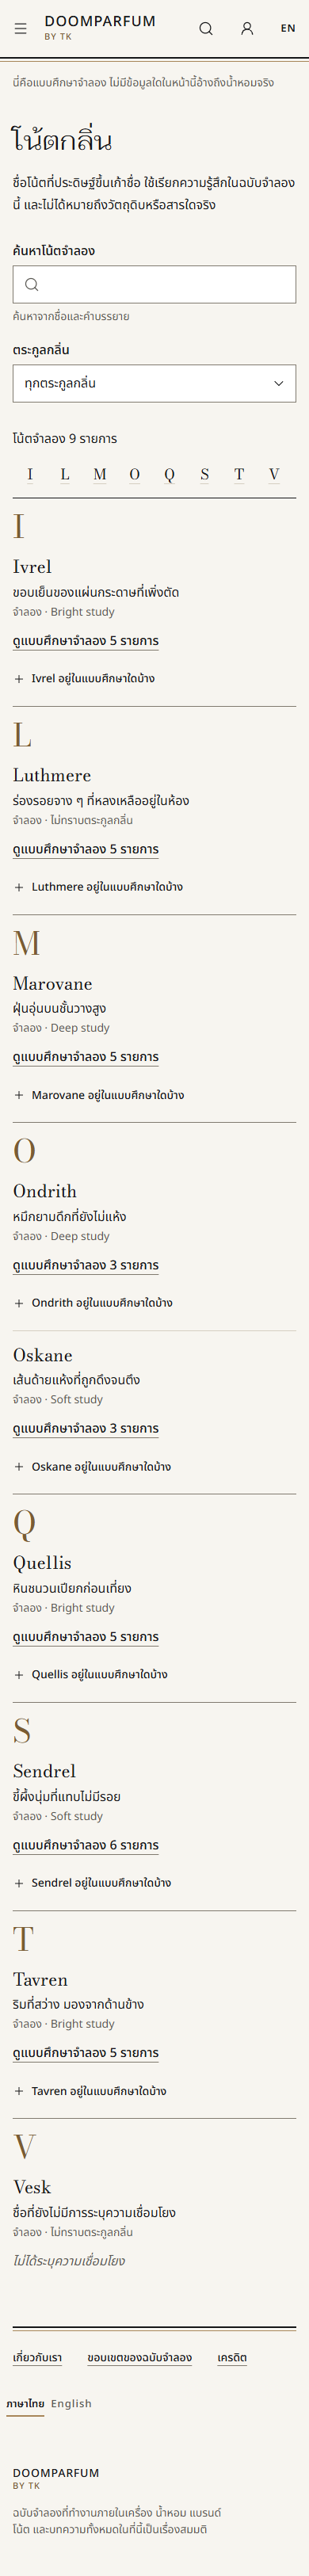 DOOMPARFUM
BY TK
EN
นี่คือแบบศึกษาจำลอง ไม่มีข้อมูลใดในหน้านี้อ้างถึงน้ำหอมจริง
โน้ตกลิ่น
ชื่อโน้ตที่ประดิษฐ์ขึ้นเก้าชื่อ ใช้เรียกความรู้สึกในฉบับจำลอง
นี้ และไม่ได้หมายถึงวัตถุดิบหรือสารใดจริง
ค้นหาโน้ตจำลอง
ค้นหาจากชื่อและคำบรรยาย
ตระกูลกลิ่น
ทุกตระกูลกลิ่น
โน้ตจำลอง 9 รายการ
I L M O Q S T V
I
Ivrel
ขอบเย็นของแผ่นกระดาษที่เพิ่งตัด
จำลอง · Bright study
ดูแบบศึกษาจำลอง 5 รายการ
Ivrel อยู่ในแบบศึกษาใดบ้าง
L
Luthmere
ร่องรอยจาง ๆ ที่หลงเหลืออยู่ในห้อง
จำลอง · ไม่ทราบตระกูลกลิ่น
ดูแบบศึกษาจำลอง 5 รายการ
Luthmere อยู่ในแบบศึกษาใดบ้าง
M
Marovane
ฝุ่นอุ่นบนชั้นวางสูง
จำลอง · Deep study
ดูแบบศึกษาจำลอง 5 รายการ
Marovane อยู่ในแบบศึกษาใดบ้าง
O
Ondrith
หมึกยามดึกที่ยังไม่แห้ง
จำลอง · Deep study
ดูแบบศึกษาจำลอง 3 รายการ
Ondrith อยู่ในแบบศึกษาใดบ้าง
Oskane
เส้นด้ายแห้งที่ถูกดึงจนตึง
จำลอง · Soft study
ดูแบบศึกษาจำลอง 3 รายการ
Oskane อยู่ในแบบศึกษาใดบ้าง
Q
Quellis
หินชนวนเปียกก่อนเที่ยง
จำลอง · Bright study
ดูแบบศึกษาจำลอง 5 รายการ
Quellis อยู่ในแบบศึกษาใดบ้าง
S
Sendrel
ขี้ผึ้งนุ่มที่แทบไม่มีรอย
จำลอง · Soft study
ดูแบบศึกษาจำลอง 6 รายการ
Sendrel อยู่ในแบบศึกษาใดบ้าง
T
Tavren
ริมที่สว่าง มองจากด้านข้าง
จำลอง · Bright study
ดูแบบศึกษาจำลอง 5 รายการ
Tavren อยู่ในแบบศึกษาใดบ้าง
V
Vesk
ชื่อที่ยังไม่มีการระบุความเชื่อมโยง
จำลอง · ไม่ทราบตระกูลกลิ่น
ไม่ได้ระบุความเชื่อมโยง
เกี่ยวกับเรา ขอบเขตของฉบับจำลอง เครดิต
ภาษาไทย English
DOOMPARFUM
BY TK
ฉบับจำลองที่ทำงานภายในเครื่อง น้ำหอม แบรนด์
โน้ต และบทความทั้งหมดในที่นี้เป็นเรื่องสมมติ